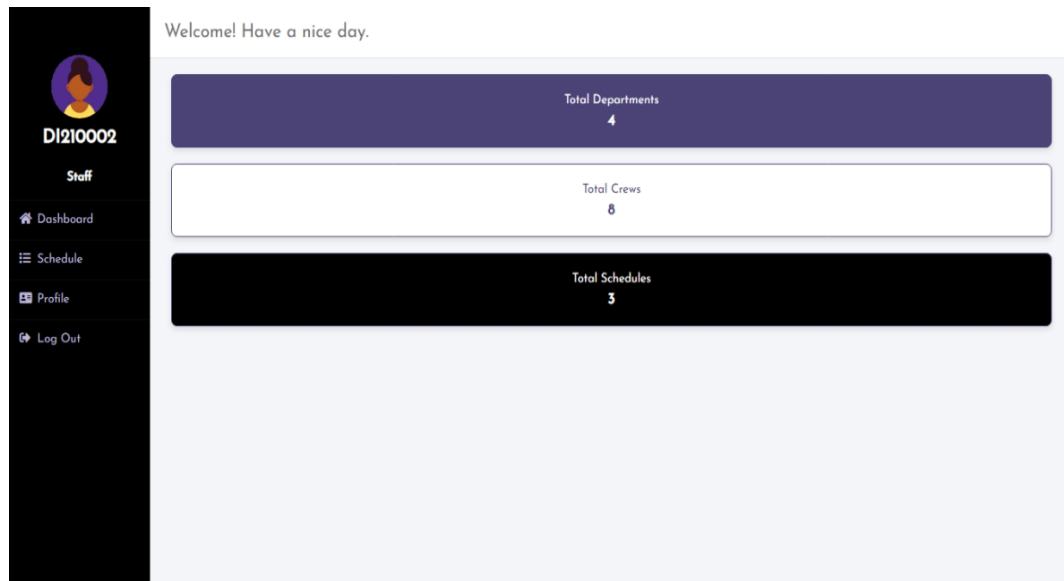 Welcome! Have a nice day.
DI210002
Staff
Dashboard
Schedule
Profile
Log Out
Total Departments
4
Total Crews
8
Total Schedules
3